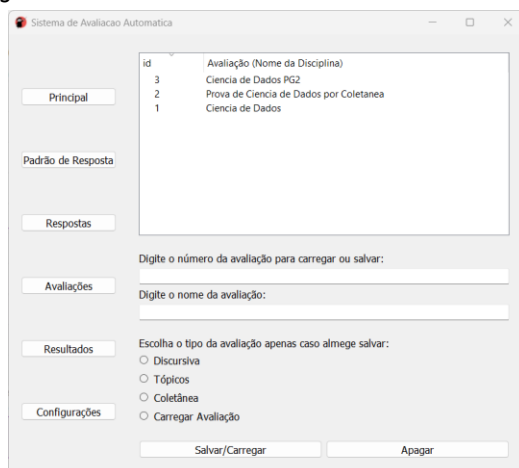 Sistema de Avaliacao Automatica
id Avaliação (Nome da Disciplina)
3 Ciencia de Dados PG2
2 Prova de Ciencia de Dados por Coletanea
1 Ciencia de Dados
Principal
Padrão de Resposta
Respostas
Avaliações
Resultados
Configurações
Digite o número da avaliação para carregar ou salvar:
Digite o nome da avaliação:
Escolha o tipo da avaliação apenas caso almege salvar:
Discursiva
Tópicos
Coletânea
Carregar Avaliação
Salvar/Carregar Apagar